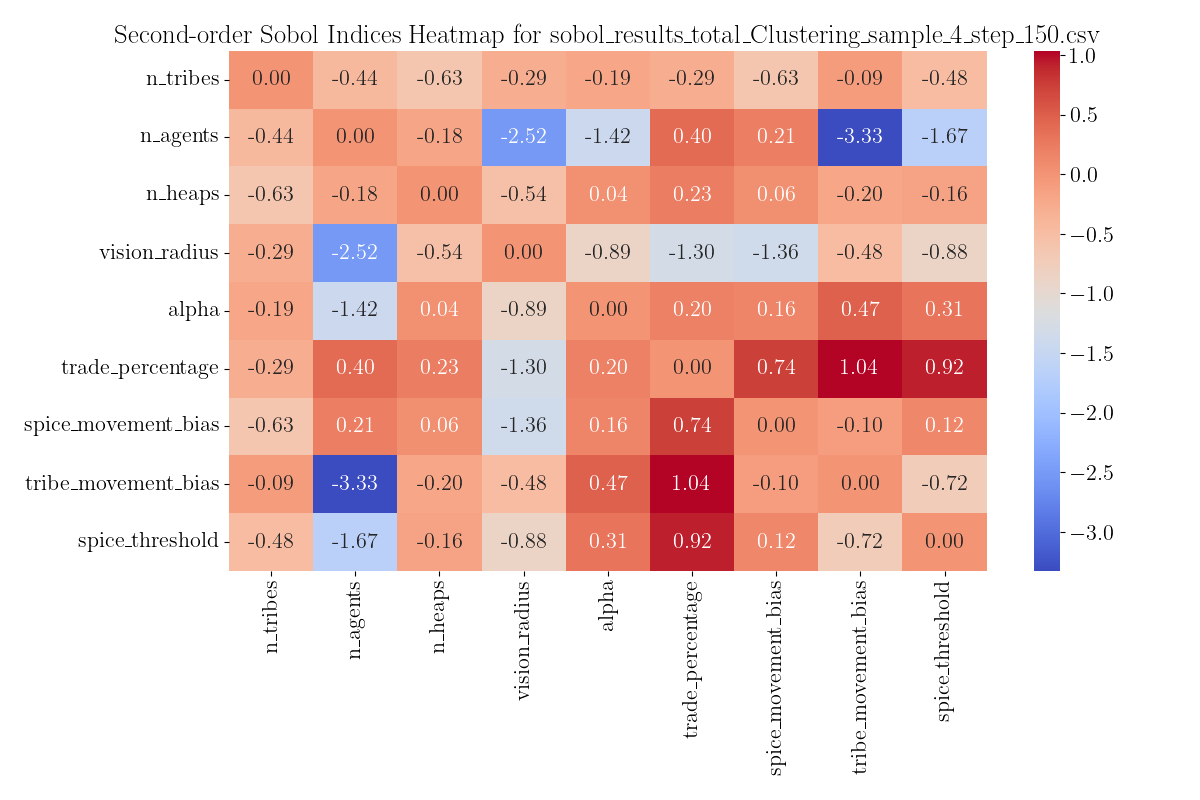 Second-order Sobol Indices Heatmap for sobol_results_total_Clustering_sample_4_step_150.csv
n_tribes 0.00 -0.44 -0.63 -0.29 -0.19 -0.29 -0.63 -0.09 -0.48
n_agents -0.44 0.00 -0.18 -2.52 -1.42 0.40 0.21 -3.33 -1.67
n_heaps -0.63 -0.18 0.00 -0.54 0.04 0.23 0.06 -0.20 -0.16
vision_radius -0.29 -2.52 -0.54 0.00 -0.89 -1.30 -1.36 -0.48 -0.88
alpha -0.19 -1.42 0.04 -0.89 0.00 0.20 0.16 0.47 0.31
trade_percentage -0.29 0.40 0.23 -1.30 0.20 0.00 0.74 1.04 0.92
spice_movement_bias -0.63 0.21 0.06 -1.36 0.16 0.74 0.00 -0.10 0.12
tribe_movement_bias -0.09 -3.33 -0.20 -0.48 0.47 1.04 -0.10 0.00 -0.72
spice_threshold -0.48 -1.67 -0.16 -0.88 0.31 0.92 0.12 -0.72 0.00
n_tribes
n_agents
n_heaps
vision_radius
alpha
trade_percentage
spice_movement_bias
tribe_movement_bias
spice_threshold
1.0
0.5
0.0
−0.5
−1.0
−1.5
−2.0
−2.5
−3.0